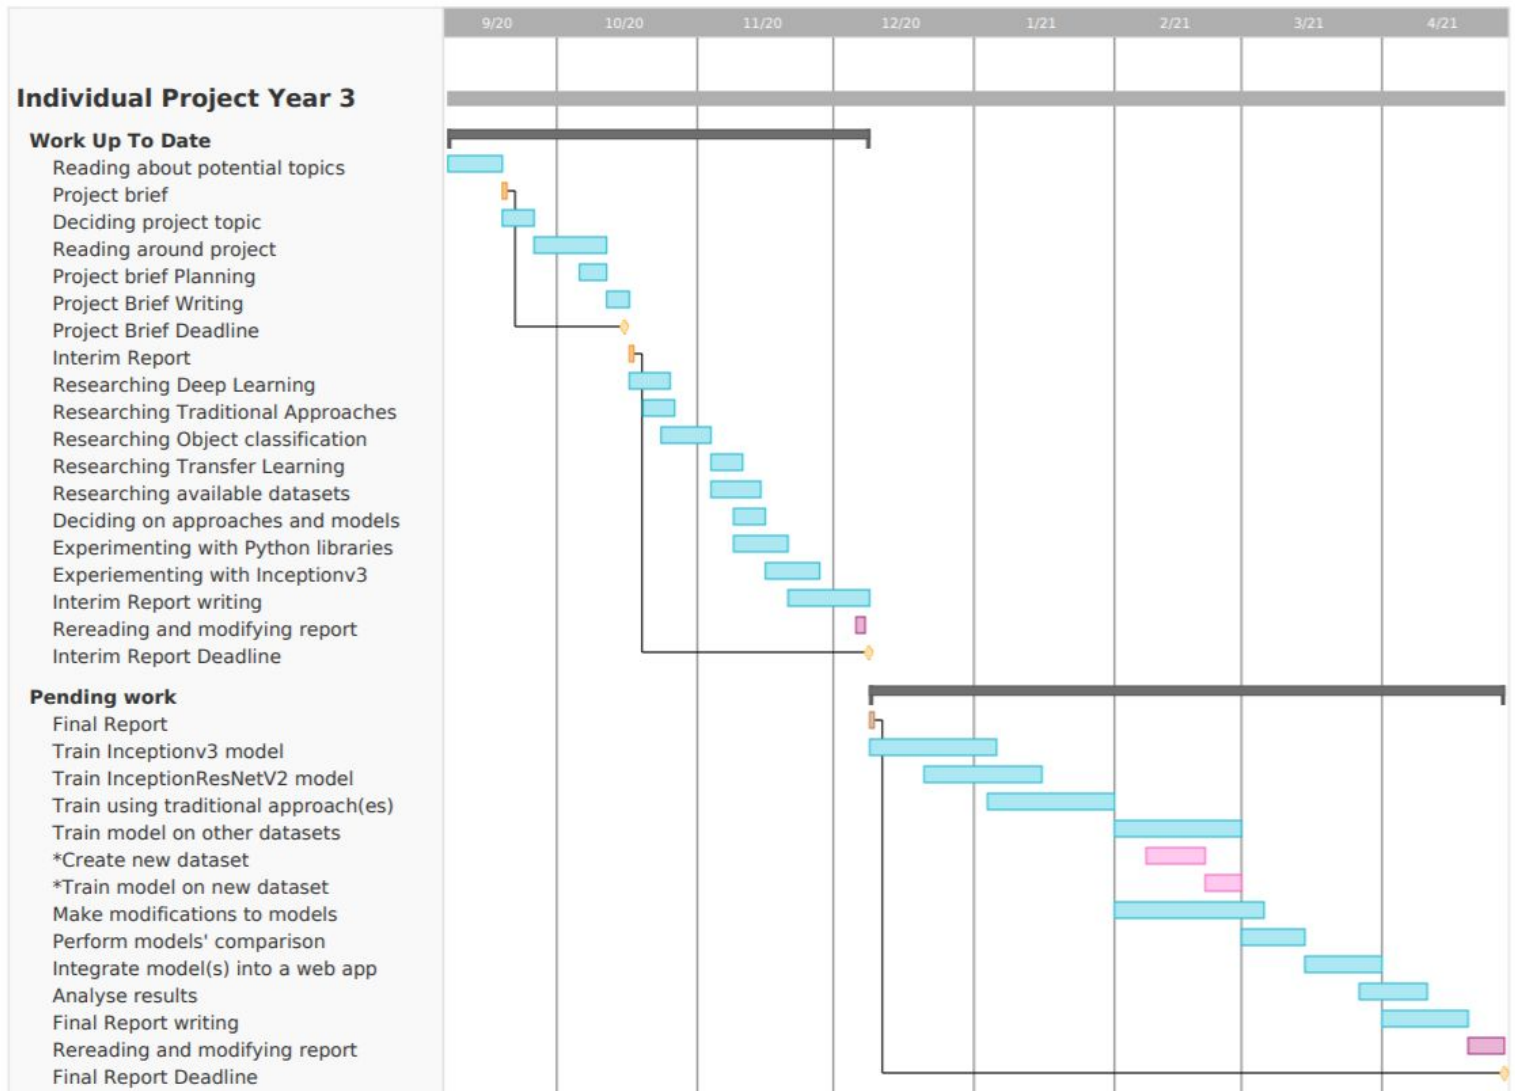 9/20 10/20 11/20 12/20 1/21 2/21 3/21 4/21
Individual Project Year 3
Work Up To Date
Reading about potential topics
Project brief
Deciding project topic
Reading around project
Project brief Planning
Project Brief Writing
Project Brief Deadline
Interim Report
Researching Deep Learning
Researching Traditional Approaches
Researching Object classification
Researching Transfer Learning
Researching available datasets
Deciding on approaches and models
Experimenting with Python libraries
Experiementing with Inceptionv3
Interim Report writing
Rereading and modifying report
Interim Report Deadline
Pending work
Final Report
Train Inceptionv3 model
Train InceptionResNetV2 model
Train using traditional approach(es)
Train model on other datasets
*Create new dataset
*Train model on new dataset
Make modifications to models
Perform models' comparison
Integrate model(s) into a web app
Analyse results
Final Report writing
Rereading and modifying report
Final Report Deadline